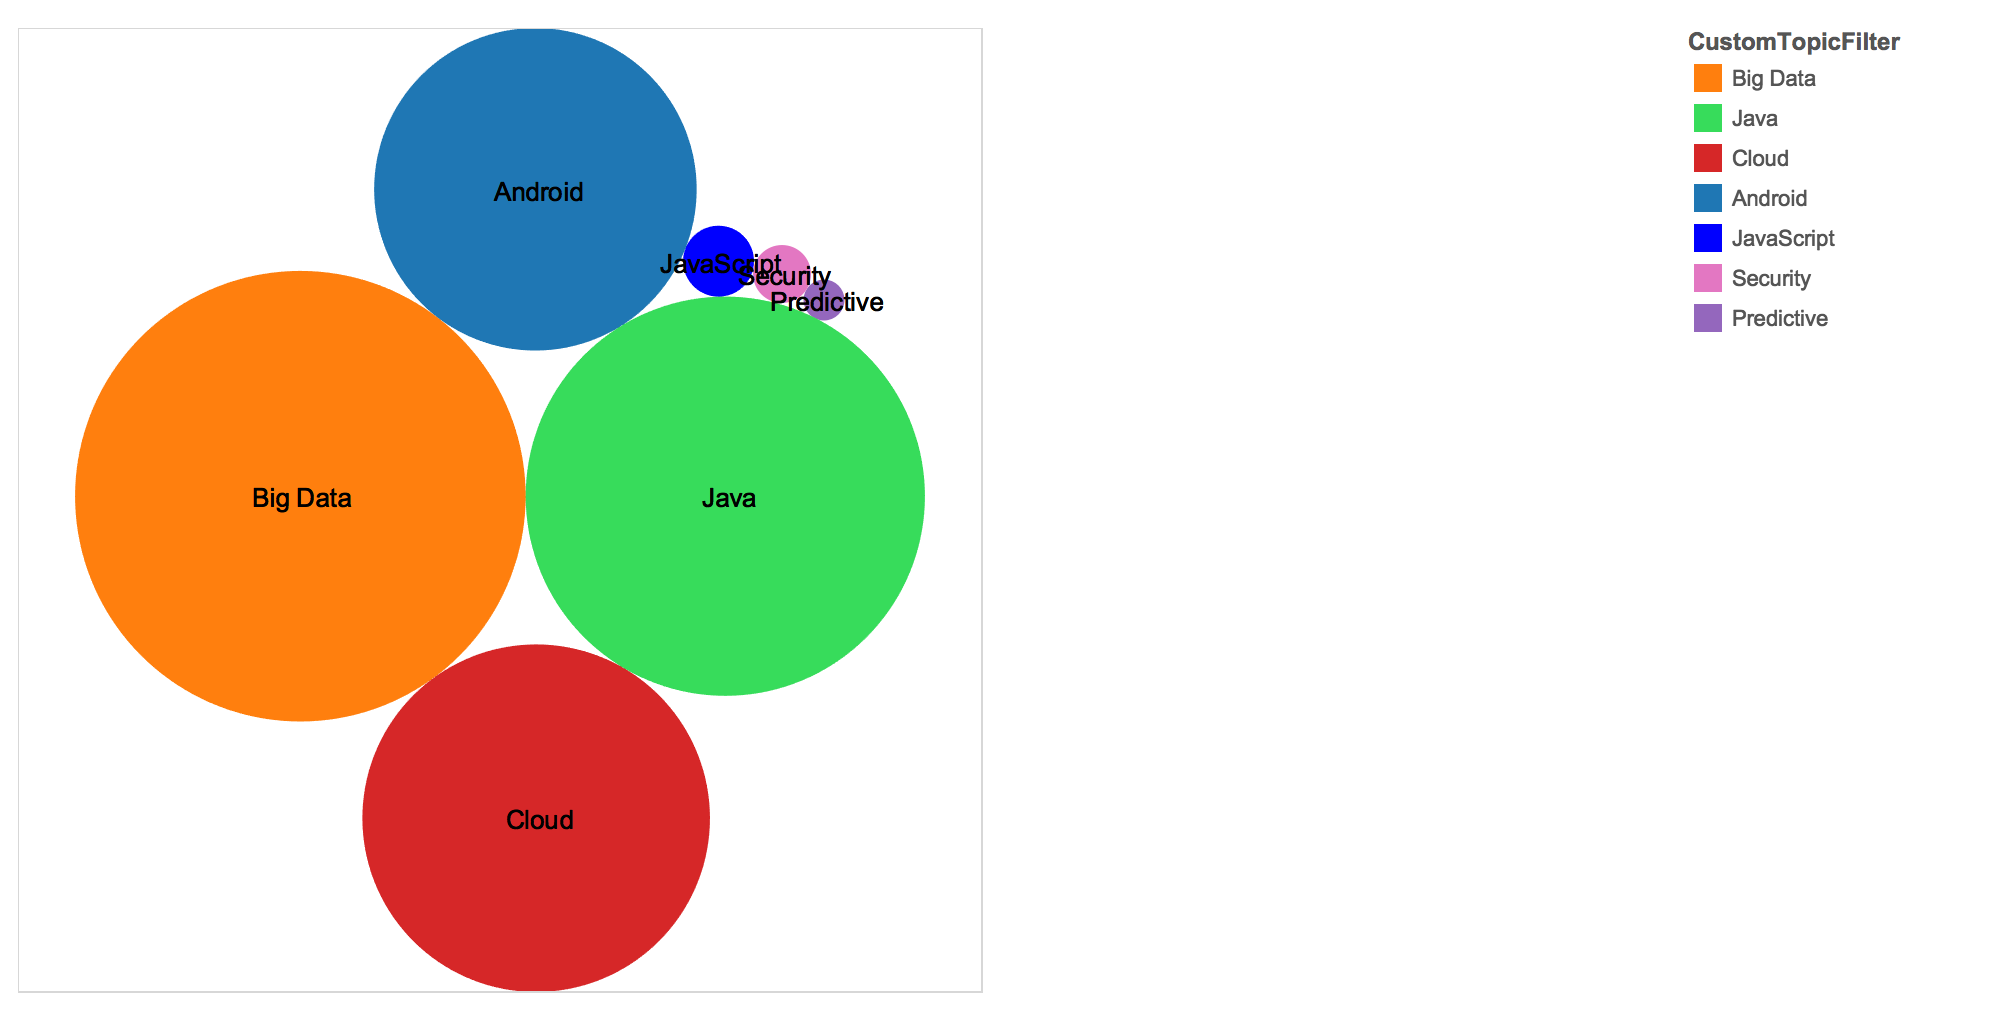 Android
JavaScript
Security
Predictive
Big Data
Java
Cloud
CustomTopicFilter
Big Data
Java
Cloud
Android
JavaScript
Security
Predictive